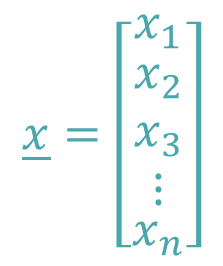 x₁
x₂
x = x₃
⋮
xₙ